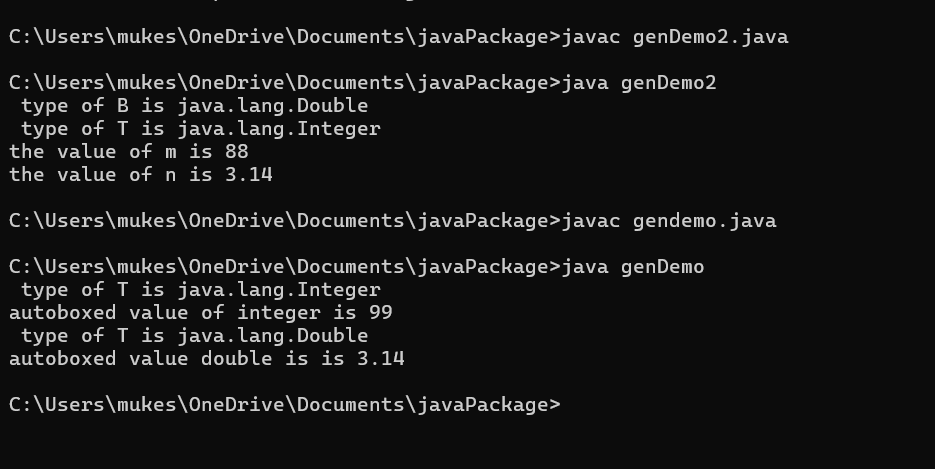 C:\Users\mukes\OneDrive\Documents\javaPackage>javac genDemo2.java
C:\Users\mukes\OneDrive\Documents\javaPackage>java genDemo2
 type of B is java.lang.Double
 type of T is java.lang.Integer
the value of m is 88
the value of n is 3.14
C:\Users\mukes\OneDrive\Documents\javaPackage>javac gendemo.java
C:\Users\mukes\OneDrive\Documents\javaPackage>java genDemo
 type of T is java.lang.Integer
autoboxed value of integer is 99
 type of T is java.lang.Double
autoboxed value double is is 3.14
C:\Users\mukes\OneDrive\Documents\javaPackage>